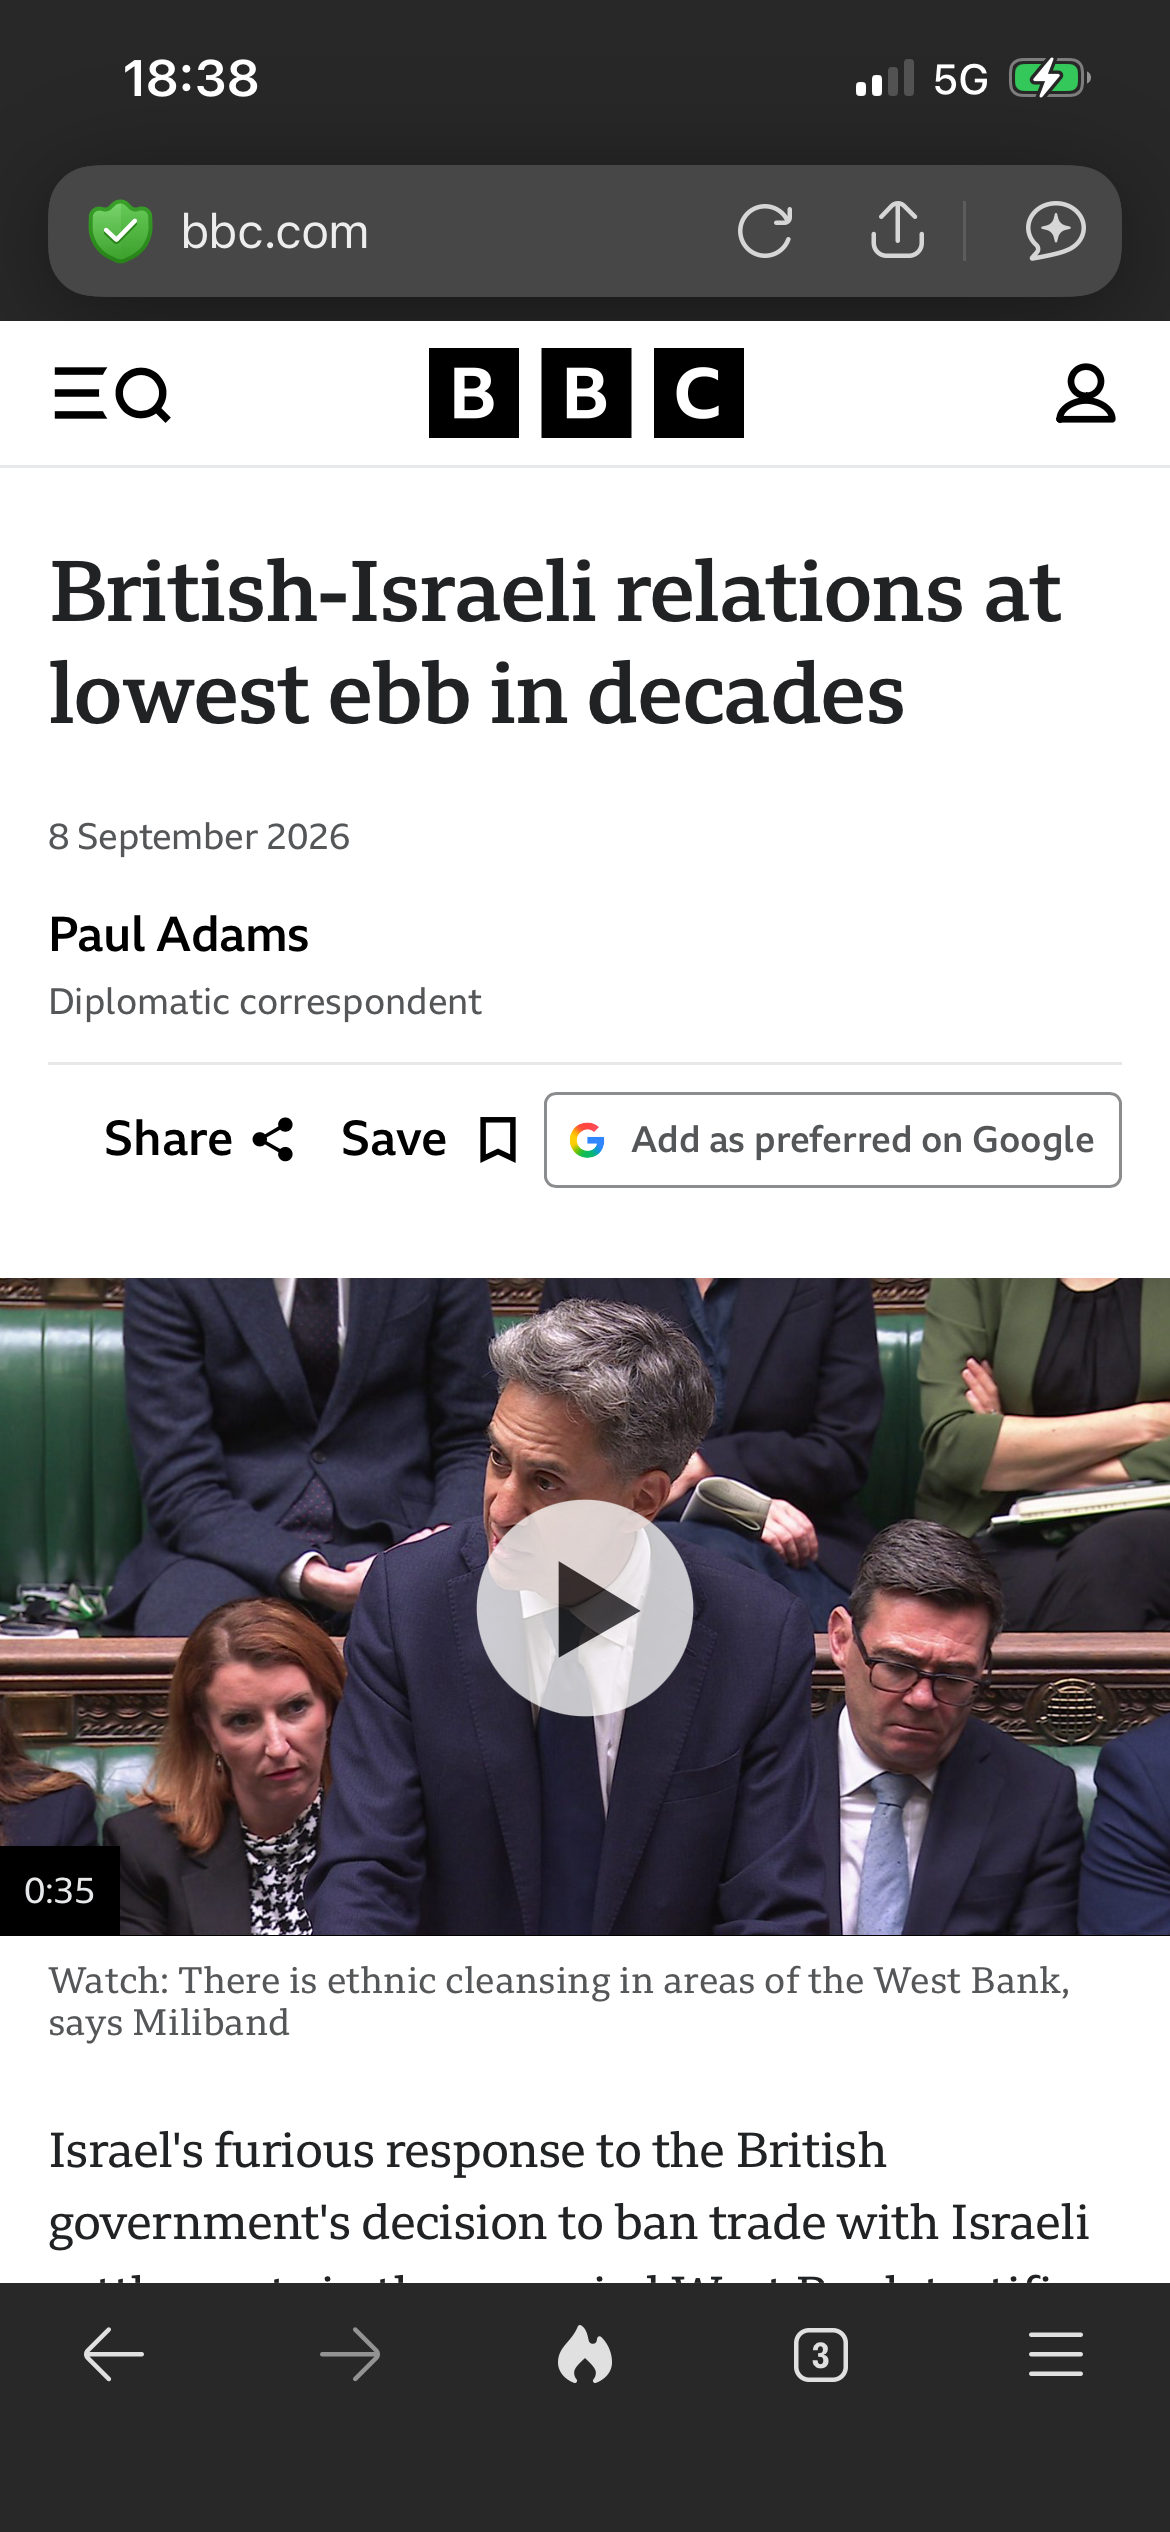 18:38
5G
bbc.com
BBC
British-Israeli relations at
lowest ebb in decades
8 September 2026
Paul Adams
Diplomatic correspondent
Share
Save
Add as preferred on Google
0:35
Watch: There is ethnic cleansing in areas of the West Bank,
says Miliband
Israel's furious response to the British
government's decision to ban trade with Israeli
3